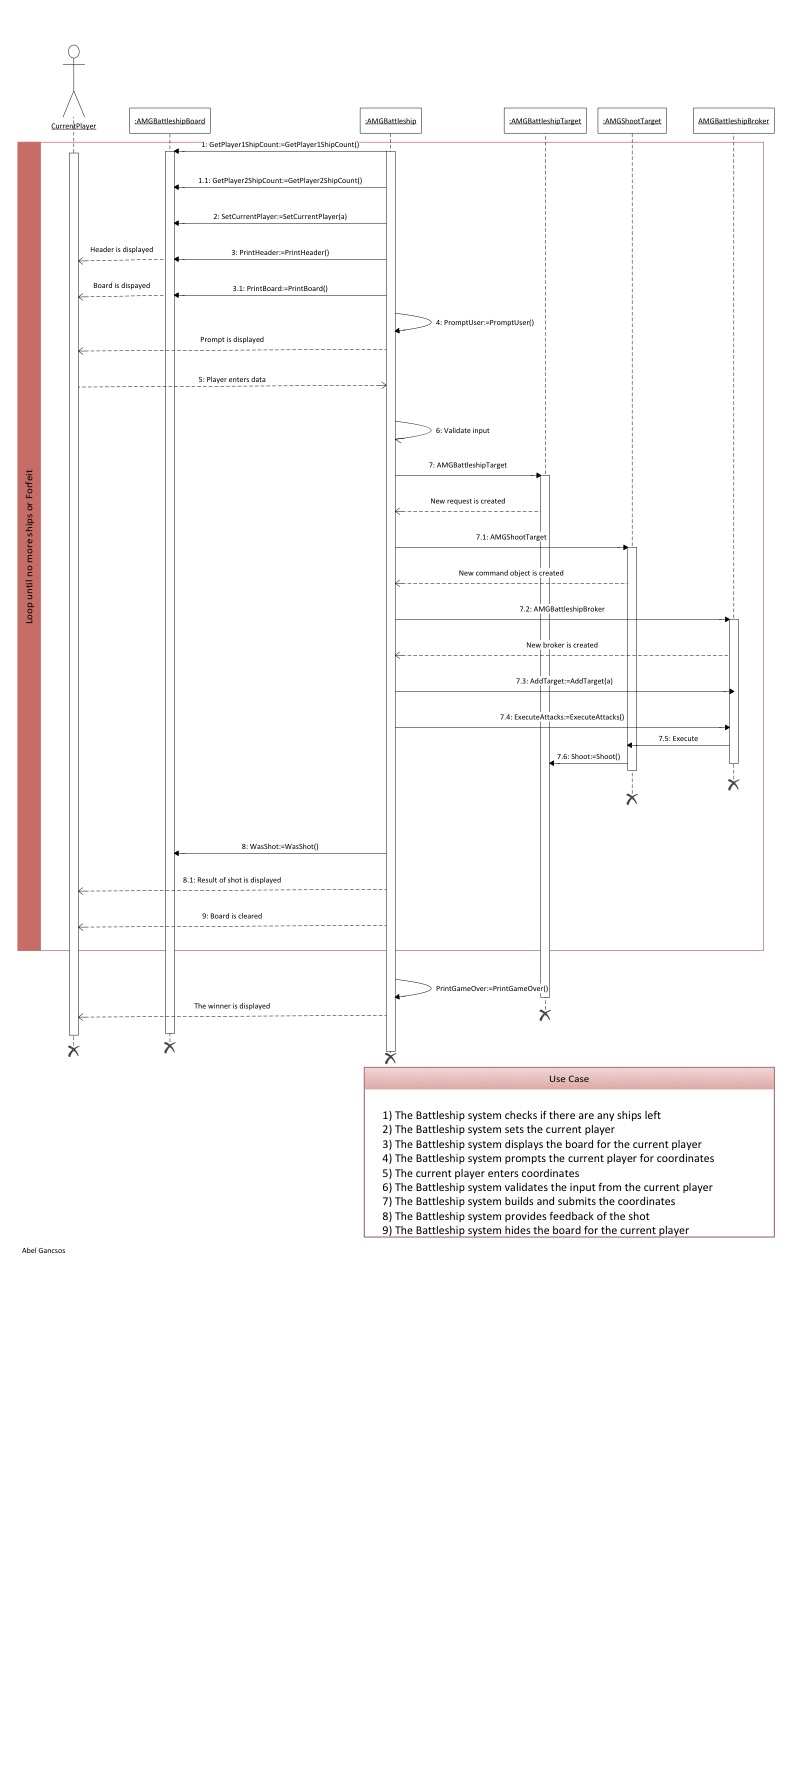 CurrentPlayer
:AMGBattleshipBoard
:AMGBattleship
:AMGBattleshipTarget
:AMGShootTarget
AMGBattleshipBroker
Loop until no more ships or Forfeit
1: GetPlayer1ShipCount:=GetPlayer1ShipCount()
1.1: GetPlayer2ShipCount:=GetPlayer2ShipCount()
2: SetCurrentPlayer:=SetCurrentPlayer(a)
Header is displayed
3: PrintHeader:=PrintHeader()
Board is dispayed
3.1: PrintBoard:=PrintBoard()
4: PromptUser:=PromptUser()
Prompt is displayed
5: Player enters data
6: Validate input
7: AMGBattleshipTarget
New request is created
7.1: AMGShootTarget
New command object is created
7.2: AMGBattleshipBroker
New broker is created
7.3: AddTarget:=AddTarget(a)
7.4: ExecuteAttacks:=ExecuteAttacks()
7.5: Execute
7.6: Shoot:=Shoot()
8: WasShot:=WasShot()
8.1: Result of shot is displayed
9: Board is cleared
PrintGameOver:=PrintGameOver()
The winner is displayed
Use Case
1) The Battleship system checks if there are any ships left
2) The Battleship system sets the current player
3) The Battleship system displays the board for the current player
4) The Battleship system prompts the current player for coordinates
5) The current player enters coordinates
6) The Battleship system validates the input from the current player
7) The Battleship system builds and submits the coordinates
8) The Battleship system provides feedback of the shot
9) The Battleship system hides the board for the current player
Abel Gancsos